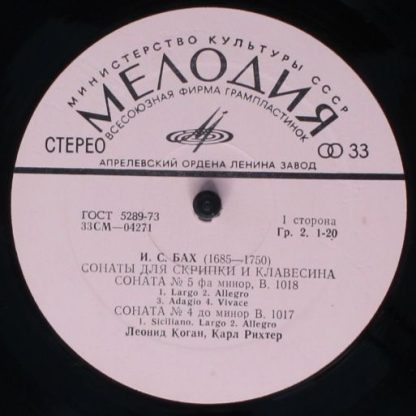 МИНИСТЕРСТВО КУЛЬТУРЫ СССР
МЕЛОДИЯ
ВСЕСОЮЗНАЯ ФИРМА ГРАМПЛАСТИНОК
СТЕРЕО
33
АПРЕЛЕВСКИЙ ОРДЕНА ЛЕНИНА ЗАВОД
ГОСТ 5289-73
33СМ—04271
1 сторона
Гр. 2. 1-20
И. С. БАХ (1685—1750)
СОНАТЫ ДЛЯ СКРИПКИ И КЛАВЕСИНА
СОНАТА № 5 фа минор, В. 1018
1. Largo 2. Allegro
3. Adagio 4. Vivace
СОНАТА № 4 до минор В. 1017
1. Siciliano. Largo 2. Allegro
Леонид Коган, Карл Рихтер